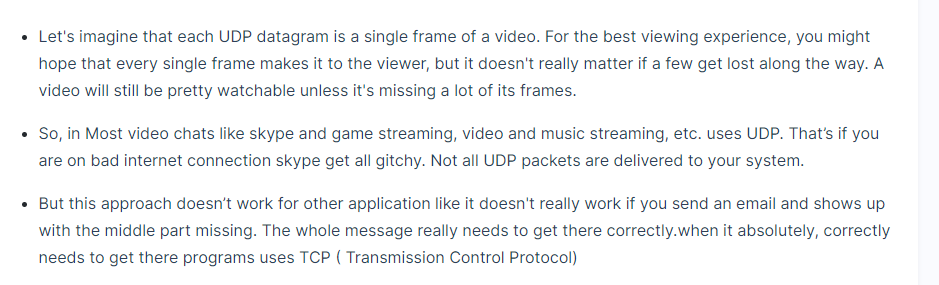 • Let's imagine that each UDP datagram is a single frame of a video. For the best viewing experience, you might
hope that every single frame makes it to the viewer, but it doesn't really matter if a few get lost along the way. A
video will still be pretty watchable unless it's missing a lot of its frames.
• So, in Most video chats like skype and game streaming, video and music streaming, etc. uses UDP. That’s if you
are on bad internet connection skype get all gitchy. Not all UDP packets are delivered to your system.
• But this approach doesn’t work for other application like it doesn't really work if you send an email and shows up
with the middle part missing. The whole message really needs to get there correctly.when it absolutely, correctly
needs to get there programs uses TCP ( Transmission Control Protocol)